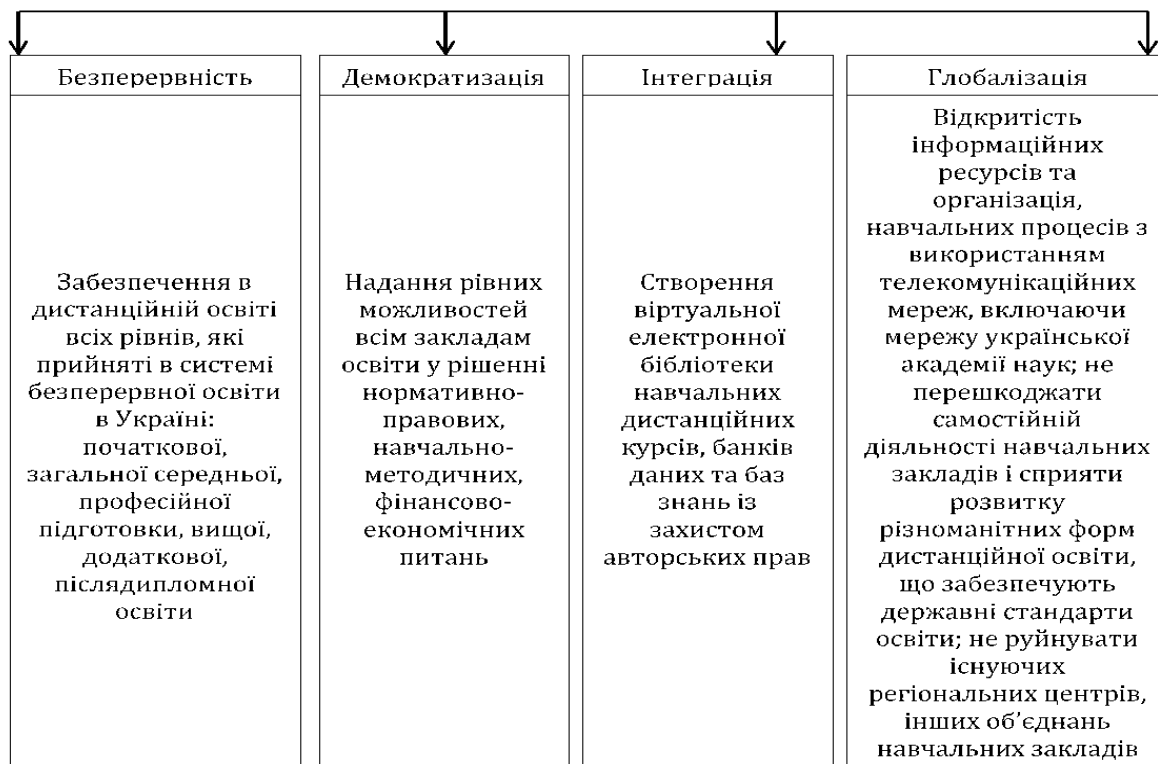 Безперервність
Забезпечення в
дистанційній освіті
всіх рівнів, які
прийняті в системі
безперервної освіти
в Україні:
початкової,
загальної середньої,
професійної
підготовки, вищої,
додаткової,
післядипломної
освіти
Демократизація
Надання рівних
можливостей
всім закладам
освіти у рішенні
нормативно-
правових,
навчально-
методичних,
фінансово-
економічних
питань
Інтеграція
Створення
віртуальної
електронної
бібліотеки
навчальних
дистанційних
курсів, банків
даних та баз
знань із
захистом
авторських прав
Глобалізація
Відкритість
інформаційних
ресурсів та
організація,
навчальних процесів з
використанням
телекомунікаційних
мереж, включаючи
мережу української
академії наук; не
перешкоджати
самостійній
діяльності навчальних
закладів і сприяти
розвитку
різноманітних форм
дистанційної освіти,
що забезпечують
державні стандарти
освіти; не руйнувати
існуючих
регіональних центрів,
інших об’єднань
навчальних закладів